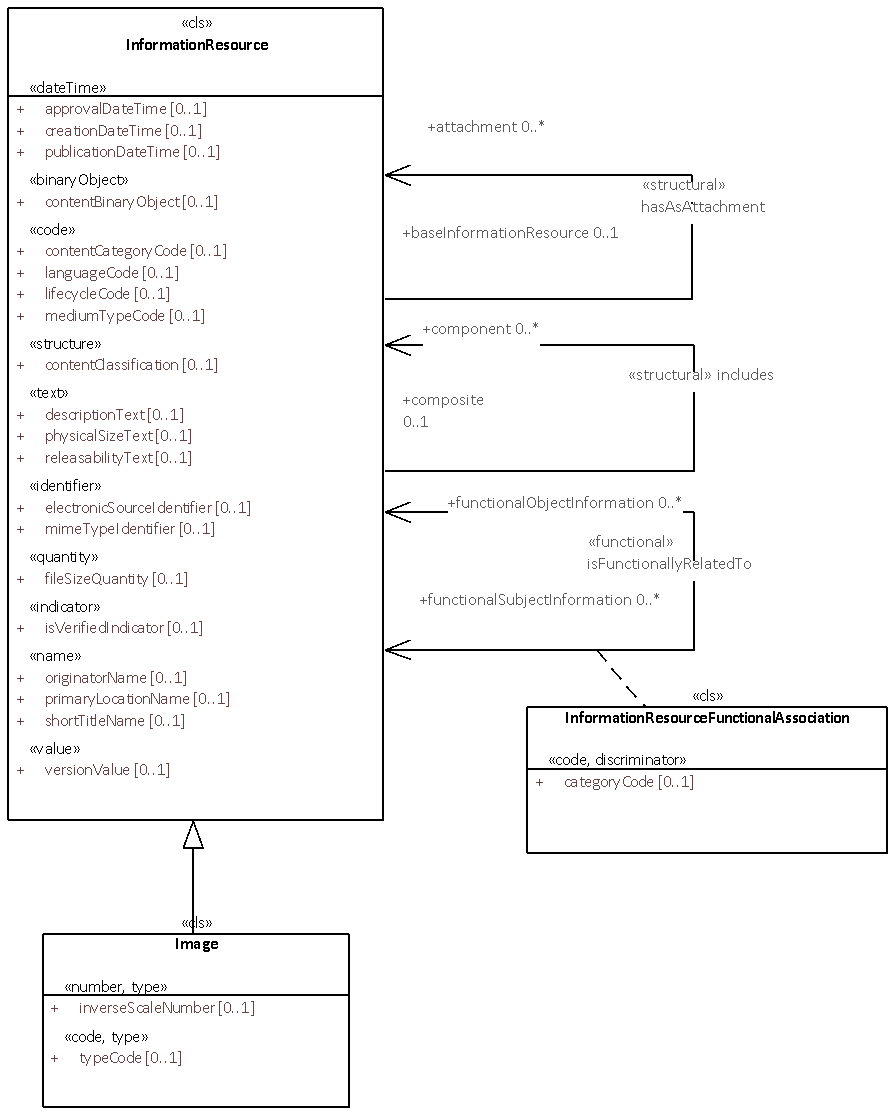 «cls»
InformationResource
«dateTime»
+ approvalDateTime [0..1]
+ creationDateTime [0..1]
+ publicationDateTime [0..1]
«binaryObject»
+ contentBinaryObject [0..1]
«code»
+ contentCategoryCode [0..1]
+ languageCode [0..1]
+ lifecycleCode [0..1]
+ mediumTypeCode [0..1]
«structure»
+ contentClassification [0..1]
«text»
+ descriptionText [0..1]
+ physicalSizeText [0..1]
+ releasabilityText [0..1]
«identifier»
+ electronicSourceIdentifier [0..1]
+ mimeTypeIdentifier [0..1]
«quantity»
+ fileSizeQuantity [0..1]
«indicator»
+ isVerifiedIndicator [0..1]
«name»
+ originatorName [0..1]
+ primaryLocationName [0..1]
+ shortTitleName [0..1]
«value»
+ versionValue [0..1]
+attachment 0..*
«structural»
hasAsAttachment
+baseInformationResource 0..1
+component 0..*
«structural» includes
+composite
0..1
+functionalObjectInformation 0..*
«functional»
isFunctionallyRelatedTo
+functionalSubjectInformation 0..*
«cls»
InformationResourceFunctionalAssociation
«code, discriminator»
+ categoryCode [0..1]
«cls»
Image
«number, type»
+ inverseScaleNumber [0..1]
«code, type»
+ typeCode [0..1]